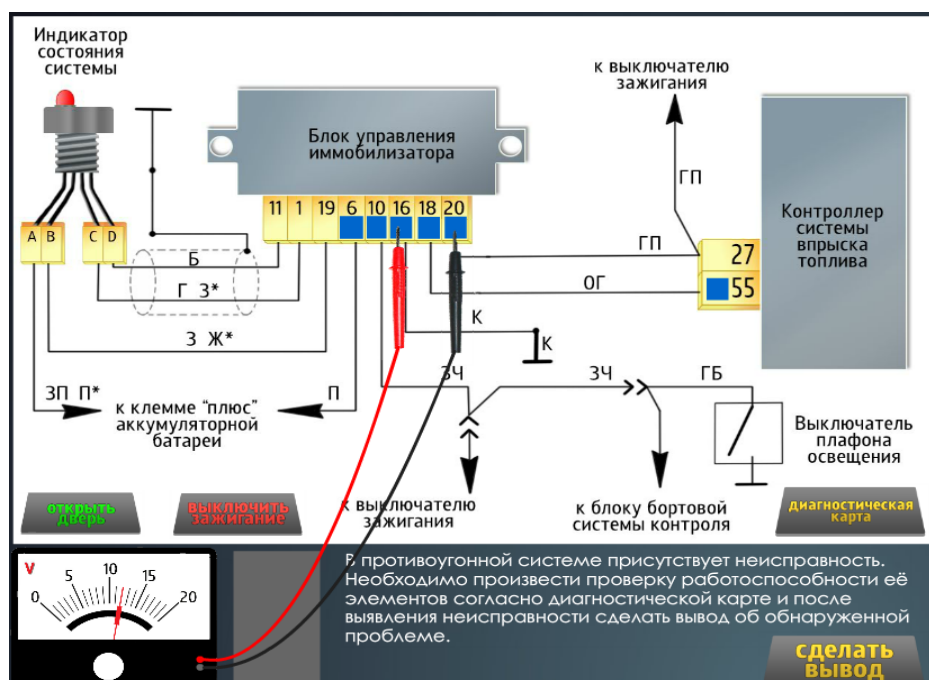 Индикатор
состояния
системы
Блок управления
иммобилизатора
к выключателю
зажигания
ГП
Контроллер
системы
впрыска
топлива
A B C D
11 1 19 6 10 16 18 20
27
55
Б
ГП
Г З*
ОГ
К
К
З Ж*
ЗП П*
П
ЗЧ
ЗЧ
ГБ
к клемме "плюс"
аккумуляторной
батареи
Выключатель
плафона
освещения
к выключателю
зажигания
к блоку бортовой
системы контроля
открыть
дверь
выключить
зажигание
диагностическая
карта
V
0 5 10 15 20
В противоугонной системе присутствует неисправность.
Необходимо произвести проверку работоспособности её
элементов согласно диагностической карте и после
выявления неисправности сделать вывод об обнаруженной
проблеме.
сделать
вывод